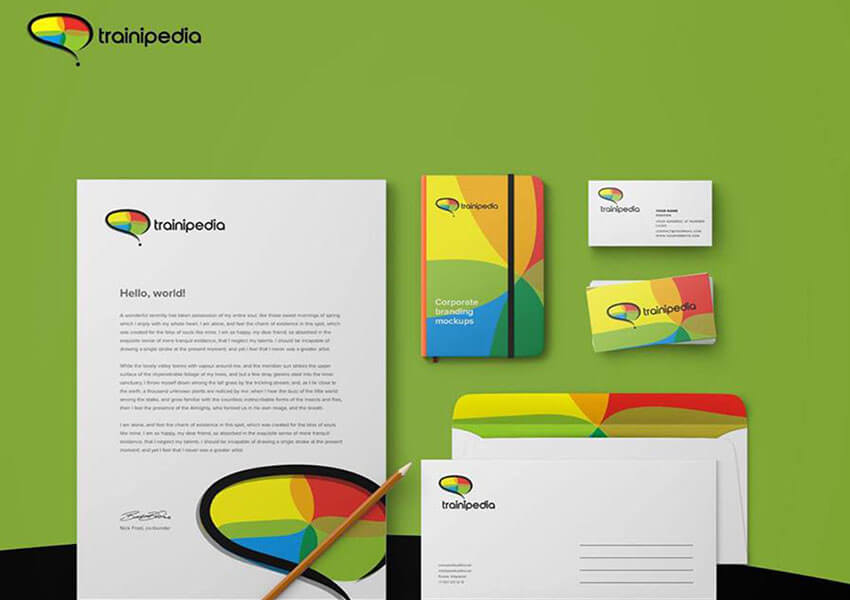 trainipedia
trainipedia
Hello, world!
A wonderful serenity has taken possession of my entire soul, like these sweet mornings of spring
which I enjoy with my whole heart. I am alone, and feel the charm of existence in this spot, which
was created for the bliss of souls like mine. I am so happy, my dear friend, so absorbed in the
exquisite sense of mere tranquil existence, that I neglect my talents. I should be incapable of
drawing a single stroke at the present moment; and yet I feel that I never was a greater artist
While the lovely valley teems with vapour around me, and the meridian sun strikes the upper
surface of the impenetrable foliage of my trees, and but a few stray gleams steal into the inner
sanctuary, I throw myself down among the tall grass by the trickling stream; and, as I lie close to
the earth, a thousand unknown plants are noticed by me: when I hear the buzz of the little world
among the stalks, and grow familiar with the countless indescribable forms of the insects and flies,
then I feel the presence of the Almighty, who formed us in his own image, and the breath.
I am alone, and feel the charm of existence in this spot, which was created for the bliss of souls
like mine. I am so happy, my dear friend, so absorbed in the exquisite sense of mere tranquil
existence, that I neglect my talents. I should be incapable of drawing a single stroke at the present
moment; and yet I feel that I never was a greater artist
Nick Frost, co-founder
trainipedia
Corporate
branding
mockups
trainipedia
YOUR NAME
trainipedia
trainipedia